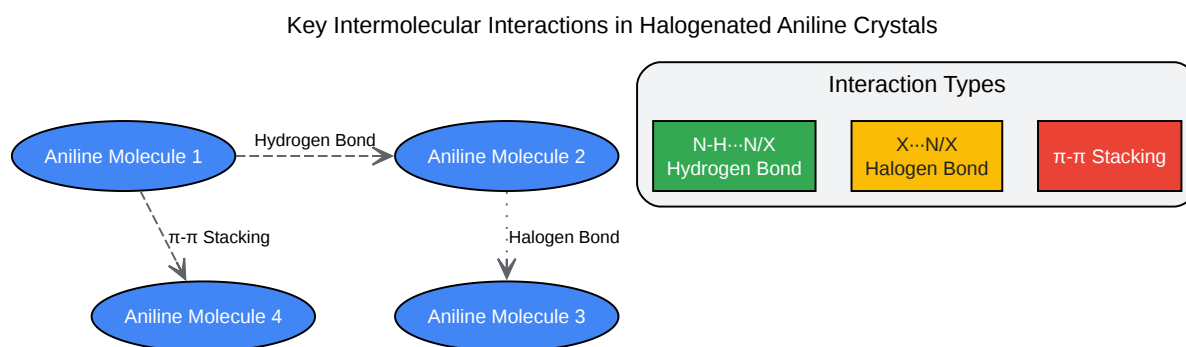 Key Intermolecular Interactions in Halogenated Aniline Crystals
Interaction Types
Aniline Molecule 1
Hydrogen Bond
Aniline Molecule 2
N-H···N/X
Hydrogen Bond
X···N/X
Halogen Bond
π-π Stacking
π-π Stacking
Halogen Bond
Aniline Molecule 4
Aniline Molecule 3